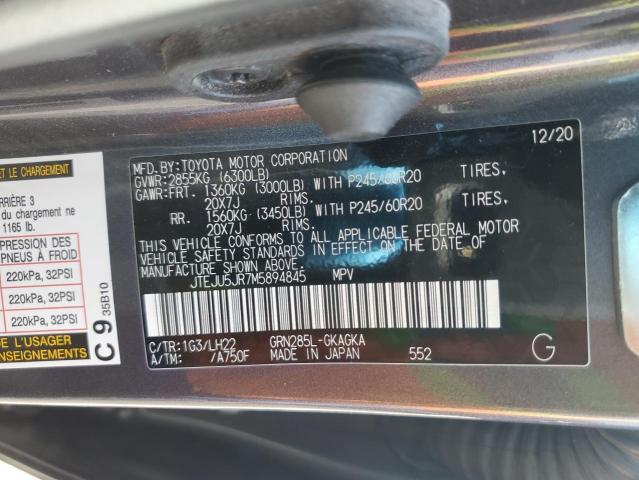 12/20
MFD.BY:TOYOTA MOTOR CORPORATION
GVWR:2855KG (6300LB)
GAWR:FRT. 1360KG (3000LB) WITH P245/60R20 TIRES,
20X7J RIMS.
RR. 1560KG (3450LB) WITH P245/60R20 TIRES,
20X7J RIMS.
THIS VEHICLE CONFORMS TO ALL APPLICABLE FEDERAL MOTOR
VEHICLE SAFETY STANDARDS IN EFFECT ON THE DATE OF
MANUFACTURE SHOWN ABOVE.
JTEJU5JR7M5894845 MPV
C/TR:1G3/LH22 GRN285L-GKAGKA
A/TM: /A750F MADE IN JAPAN 552 G
ET LE CHARGEMENT
ARRIÈRE 3
du chargement ne
1165 lb.
PRESSION DES
PNEUS À FROID
220kPa, 32PSI
220kPa, 32PSI
220kPa, 32PSI
DE L'USAGER
C9 35B10